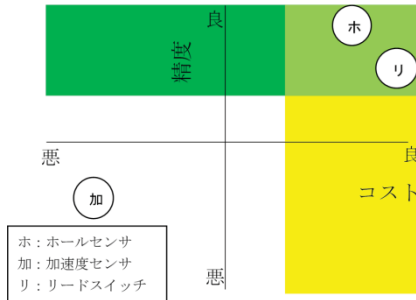 良
ホ
精度
リ
悪
良
コスト
加
悪
ホ：ホールセンサ
加：加速度センサ
リ：リードスイッチ